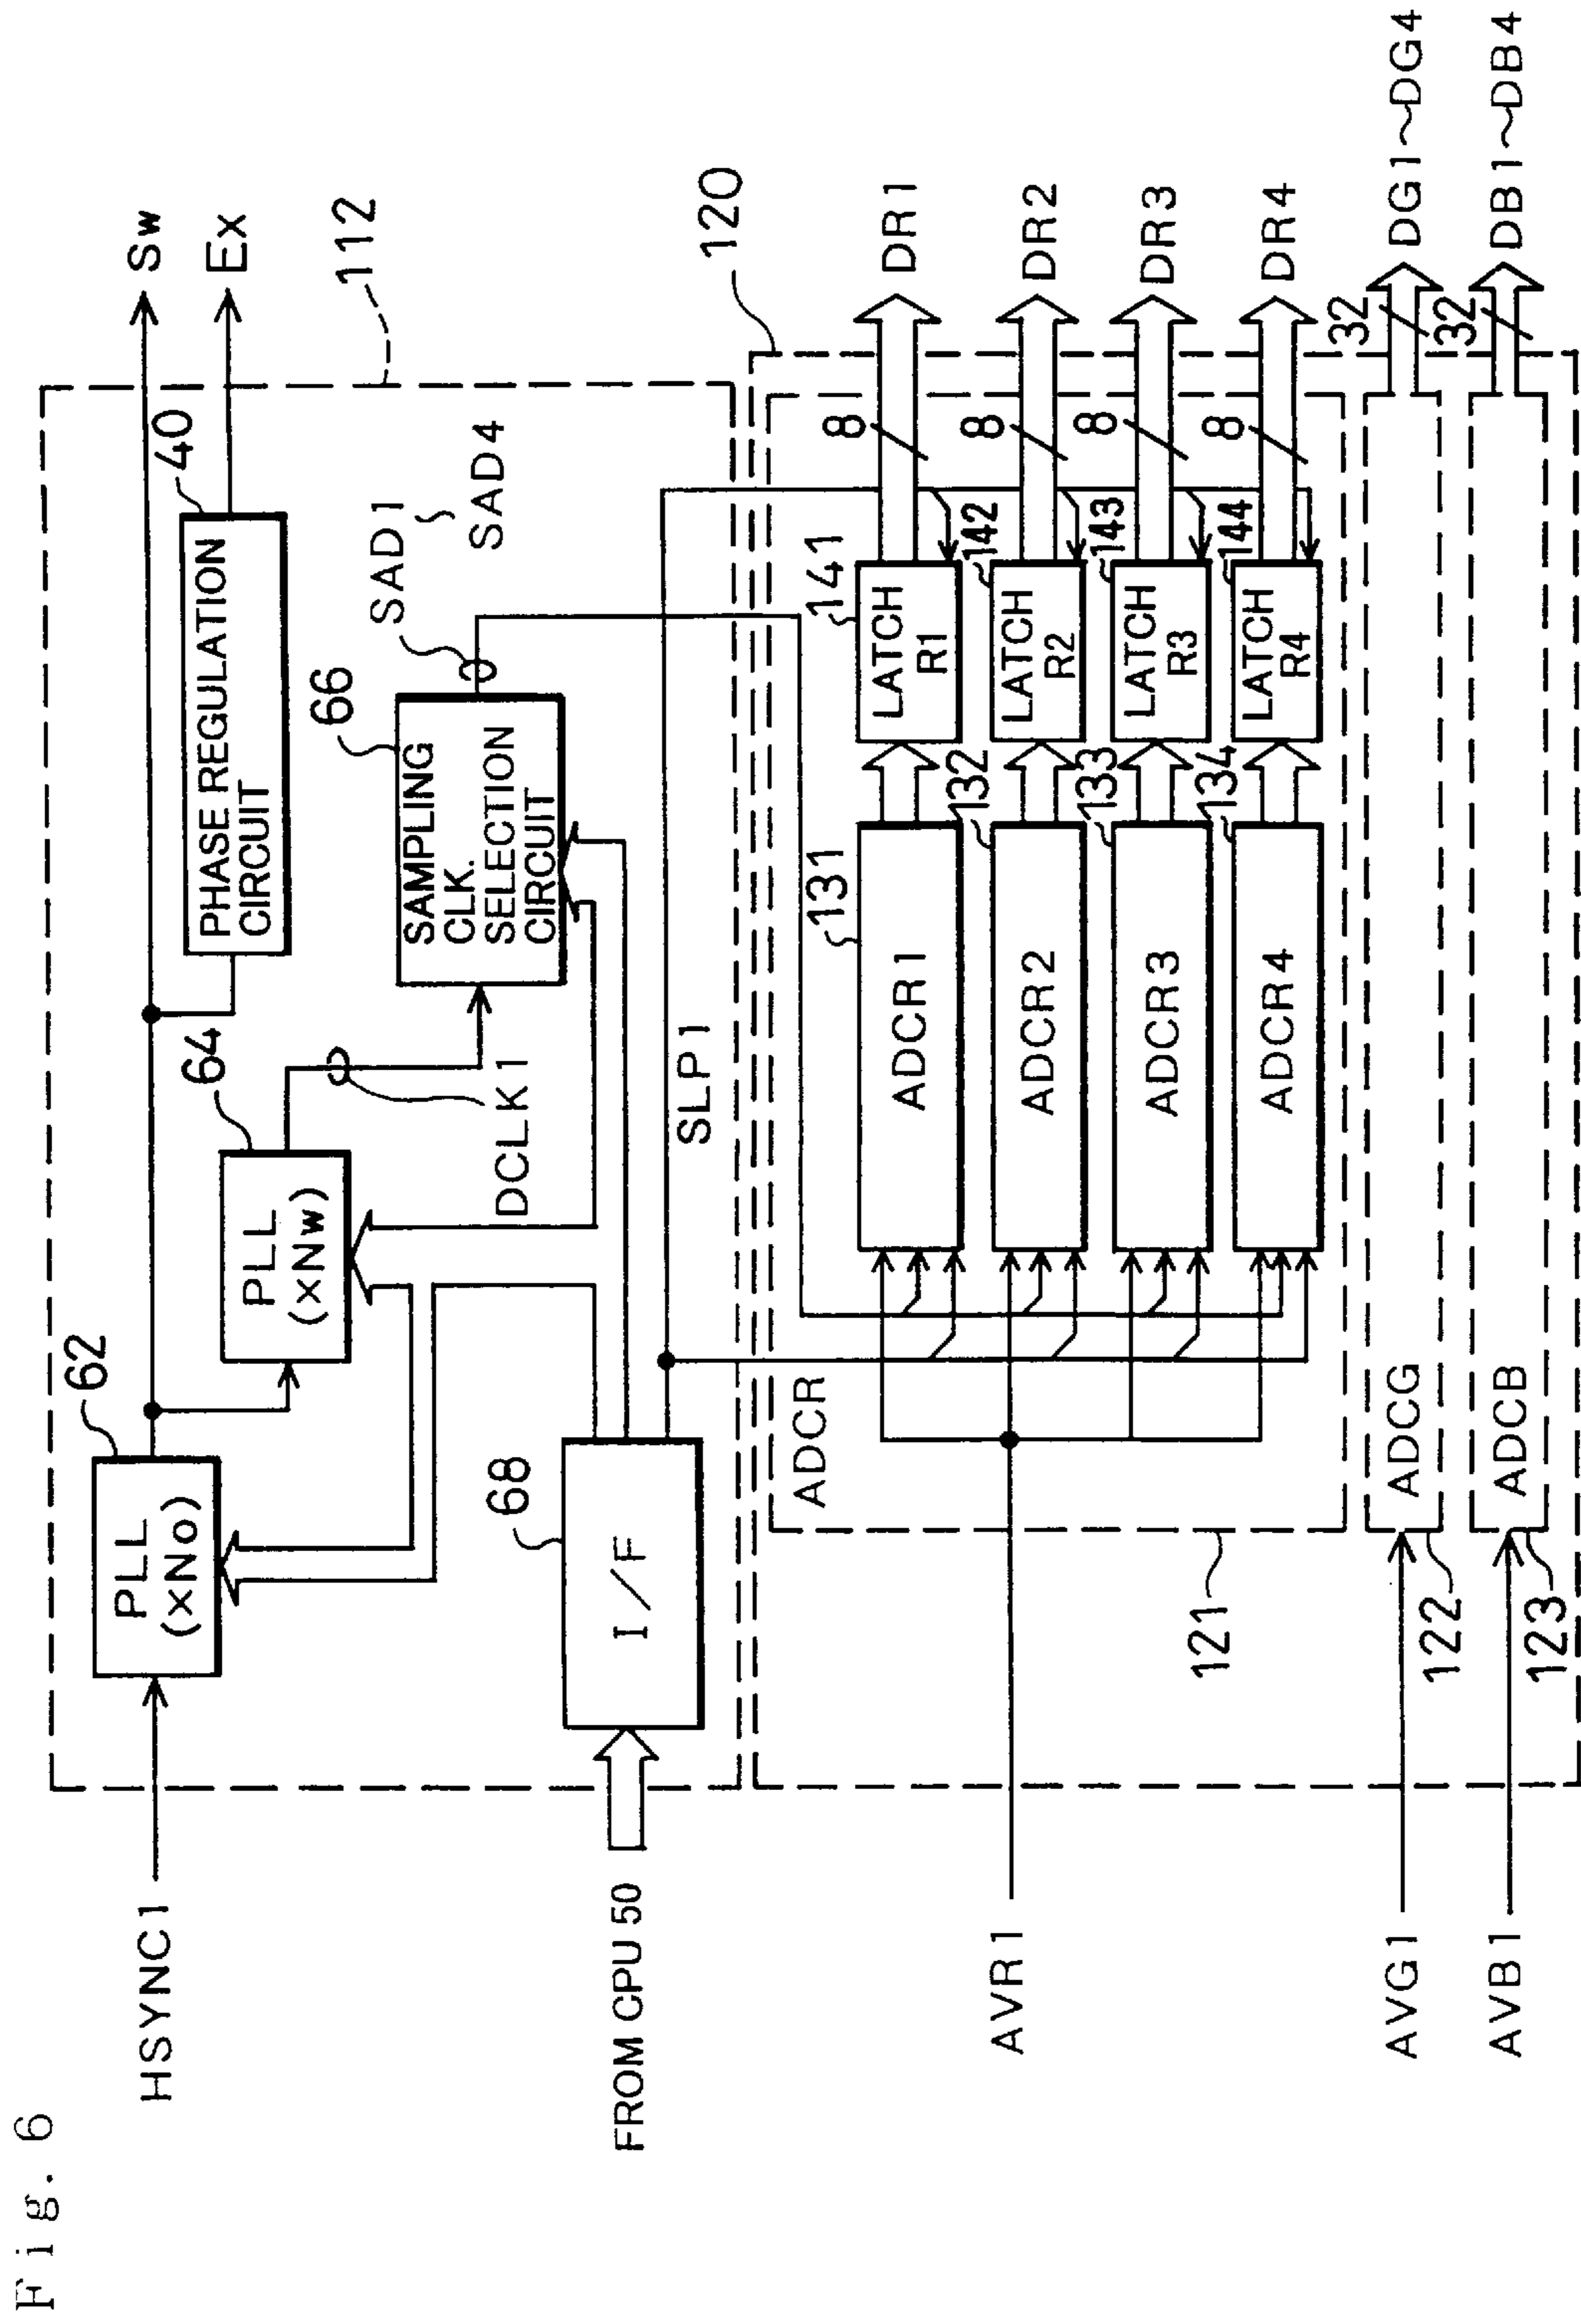 Fig. 6
HSYNC1
62
PLL
(×No)
64
PLL
(×Nw)
40
PHASE REGULATION
CIRCUIT
Sw
Ex
112
DCLK1
66
SAMPLING
CLK.
SELECTION
CIRCUIT
SAD1
~
SAD4
FROM CPU 50
68
I/F
SLP1
120
ADCR
121
AVR1
131
ADCR1
141
LATCH
R1
8
DR1
132
ADCR2
142
LATCH
R2
8
DR2
133
ADCR3
143
LATCH
R3
8
DR3
134
ADCR4
144
LATCH
R4
8
DR4
AVG1
122
ADCG
32
DG1~DG4
AVB1
123
ADCB
32
DB1~DB4